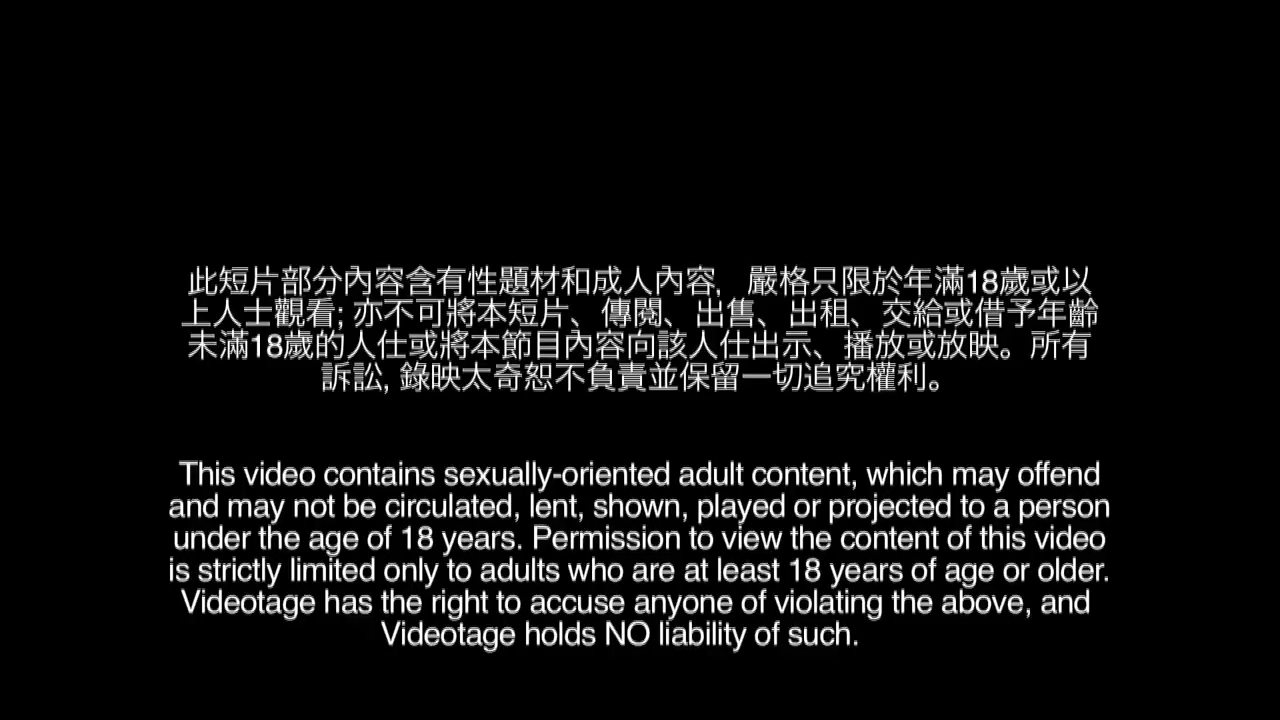 此短片部分內容含有性題材和成人內容，嚴格只限於年滿18歲或以
上人士觀看; 亦不可將本短片、傳閱、出售、出租、交給或借予年齡
未滿18歲的人仕或將本節目內容向該人仕出示、播放或放映。所有
訴訟, 錄映太奇恕不負責並保留一切追究權利。
This video contains sexually-oriented adult content, which may offend
and may not be circulated, lent, shown, played or projected to a person
under the age of 18 years. Permission to view the content of this video
is strictly limited only to adults who are at least 18 years of age or older.
Videotage has the right to accuse anyone of violating the above, and
Videotage holds NO liability of such.